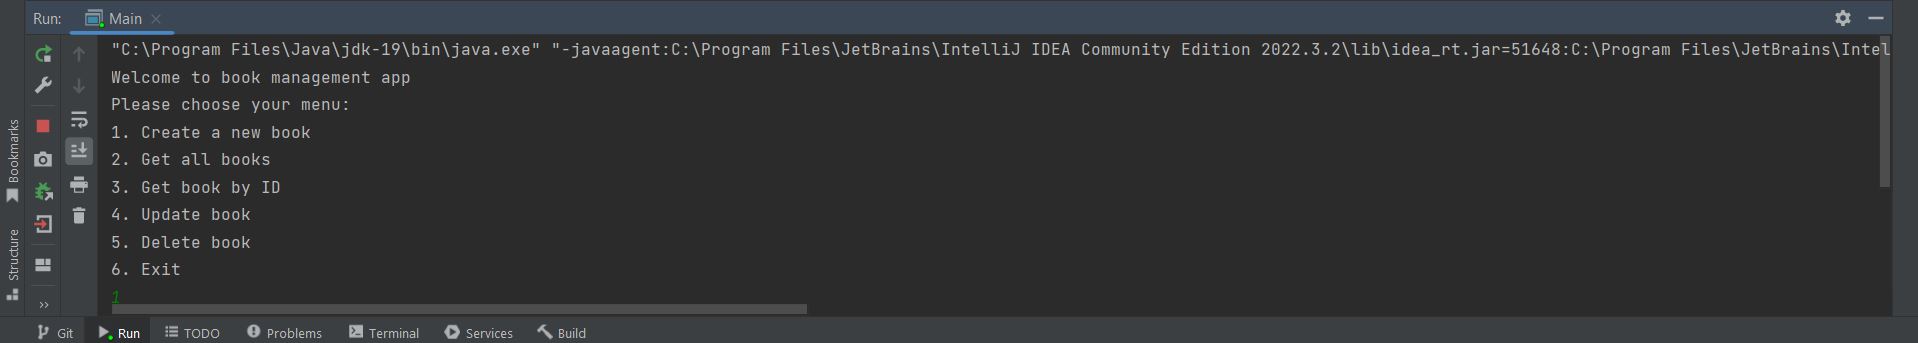 Run: Main
"C:\Program Files\Java\jdk-19\bin\java.exe" "-javaagent:C:\Program Files\JetBrains\IntelliJ IDEA Community Edition 2022.3.2\lib\idea_rt.jar=51648:C:\Program Files\JetBrains\Intel
Welcome to book management app
Please choose your menu:
1. Create a new book
2. Get all books
3. Get book by ID
4. Update book
5. Delete book
6. Exit
1
Bookmarks
Structure
Git Run TODO Problems Terminal Services Build